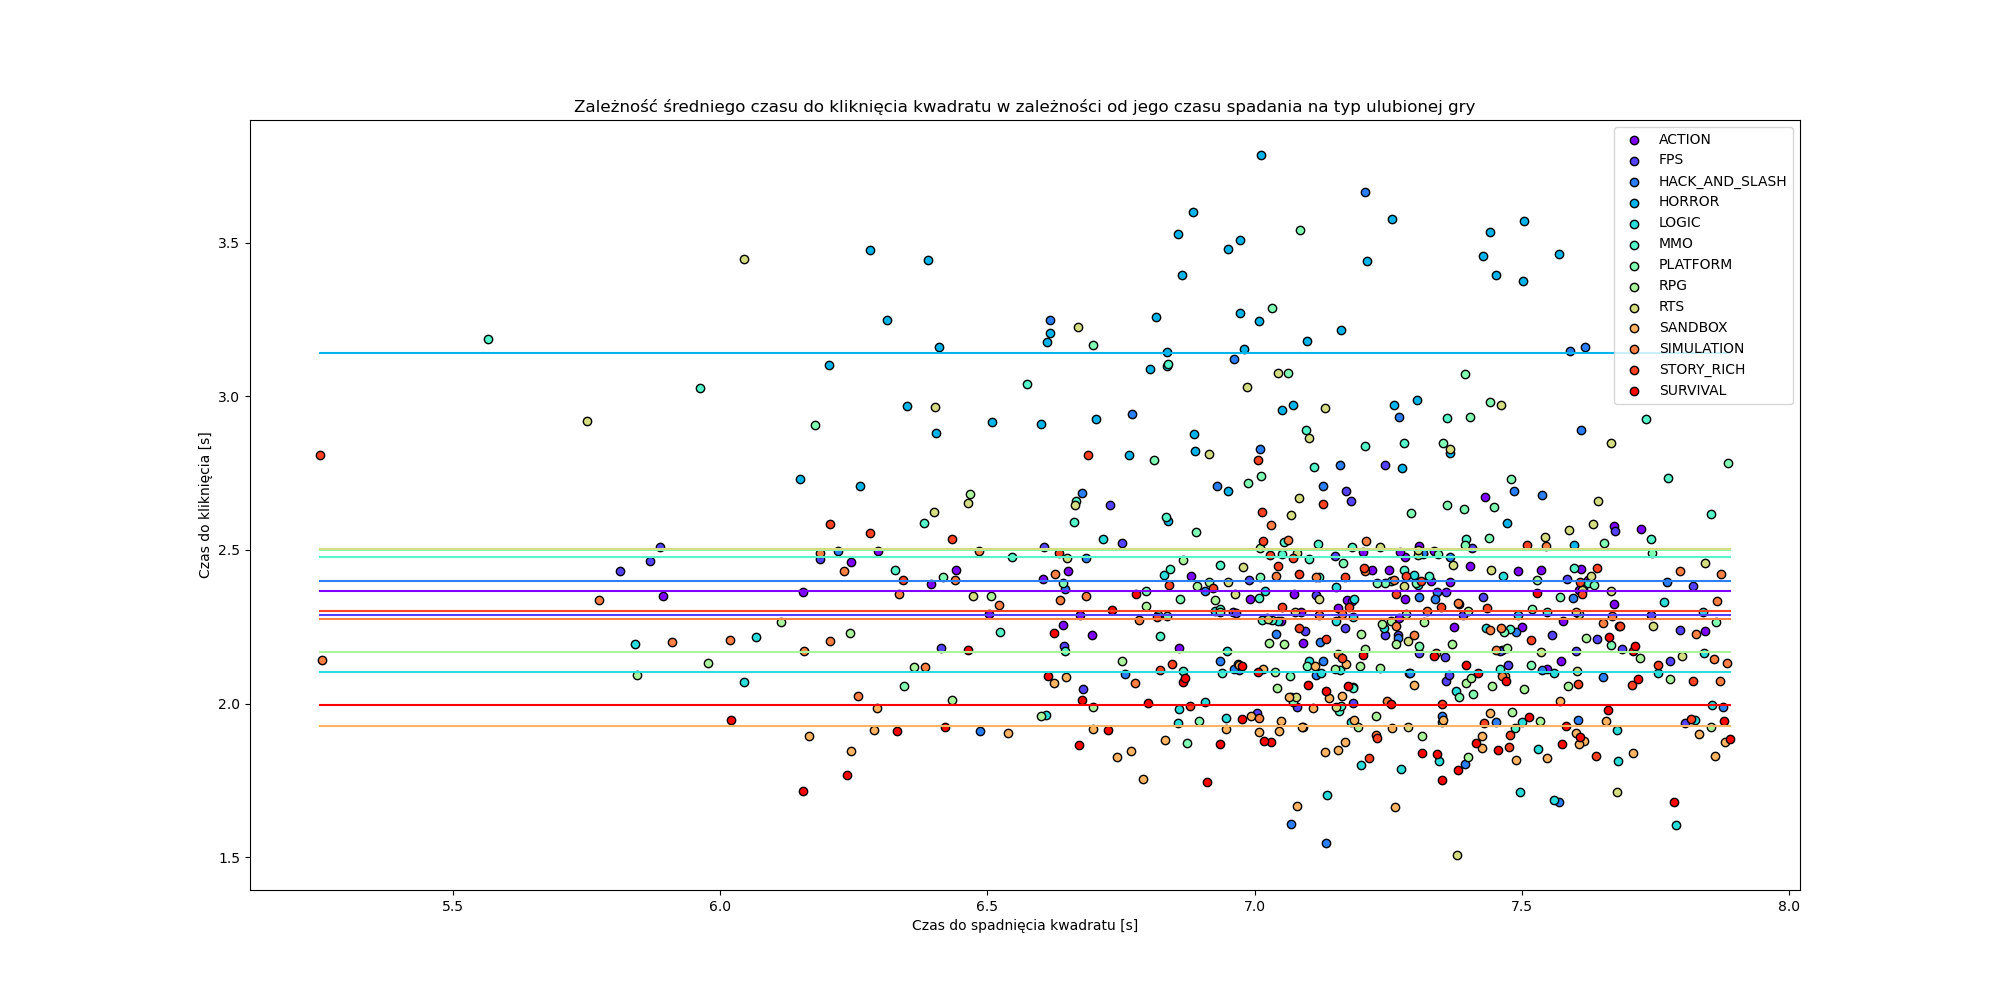 Zależność średniego czasu do kliknięcia kwadratu w zależności od jego czasu spadania na typ ulubionej gry
ACTION
FPS
HACK_AND_SLASH
HORROR
LOGIC
MMO
PLATFORM
RPG
RTS
SANDBOX
SIMULATION
STORY_RICH
SURVIVAL
3.5
3.0
2.5
2.0
1.5
Czas do kliknięcia [s]
5.5 6.0 6.5 7.0 7.5 8.0
Czas do spadnięcia kwadratu [s]